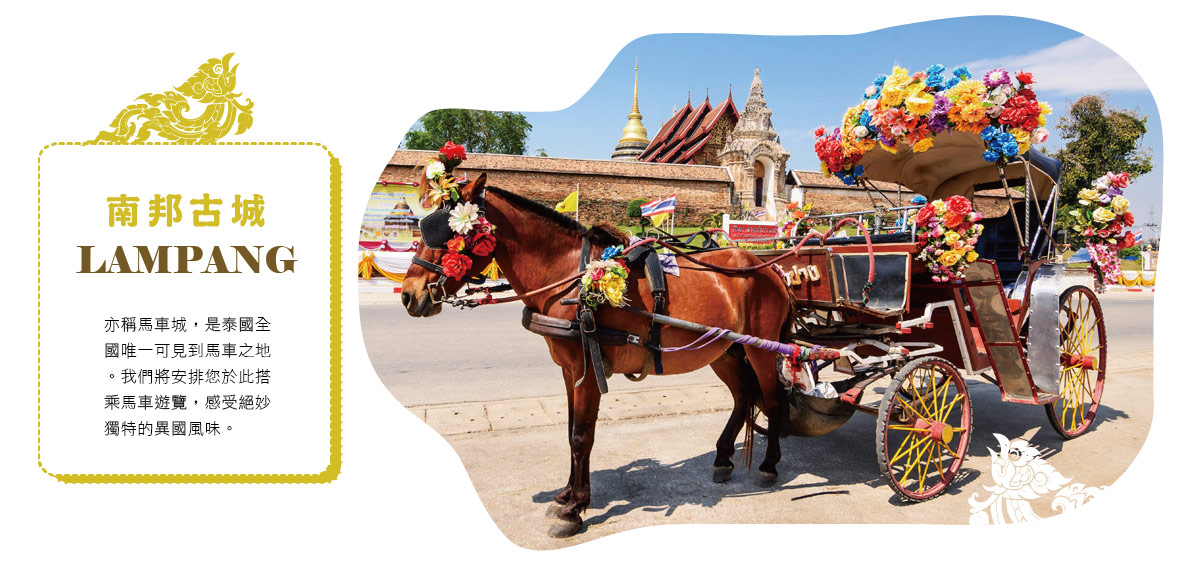 南邦古城
LAMPANG
亦稱馬車城，是泰國全
國唯一可見到馬車之地
。我們將安排您於此搭
乘馬車遊覽，感受絕妙
獨特的異國風味。